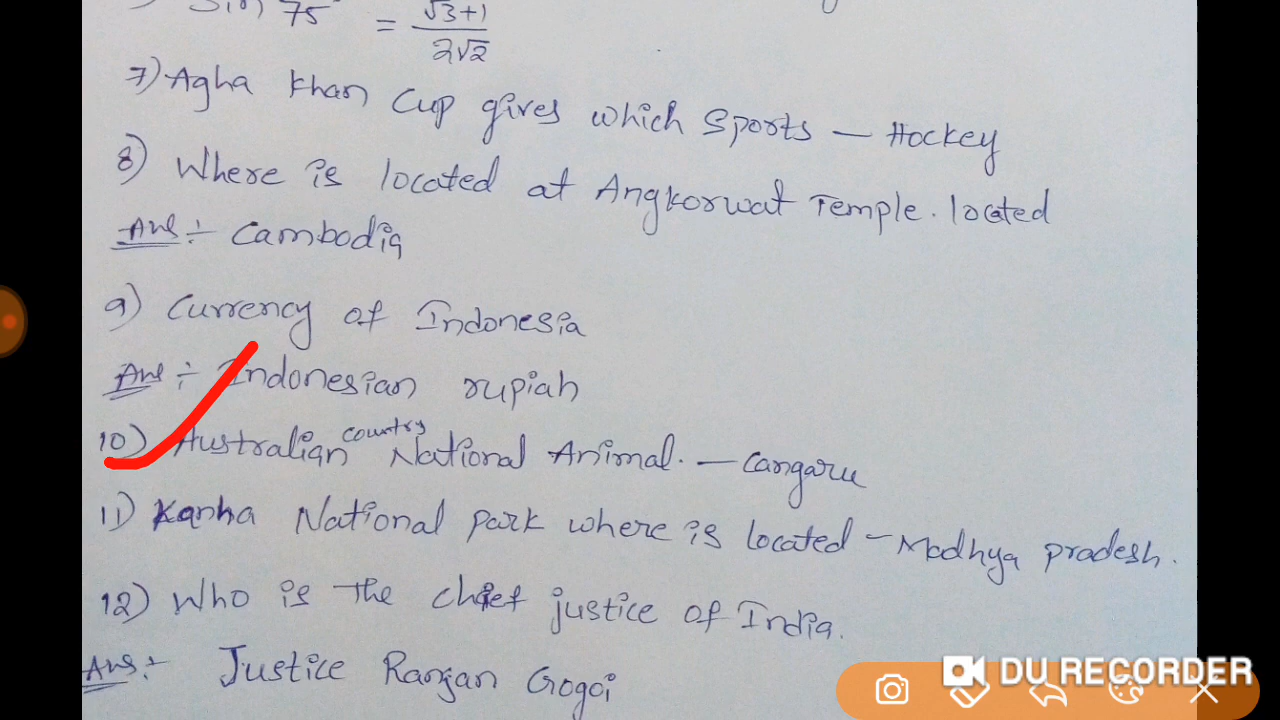 Sin 75° = √3+1 / 2√2
7) Agha Khan Cup gives which Sports – Hockey
8) Where is located at Angkorwat Temple. located
Ans :- Cambodia
9) Currency of Indonesia
Ans :- Indonesian rupiah
10) Australian country National Animal. – Cangaru
11) Kanha National park where is located – Madhya pradesh.
12) Who is the chief justice of India.
Ans :- Justice Ranjan Gogoi
DU RECORDER